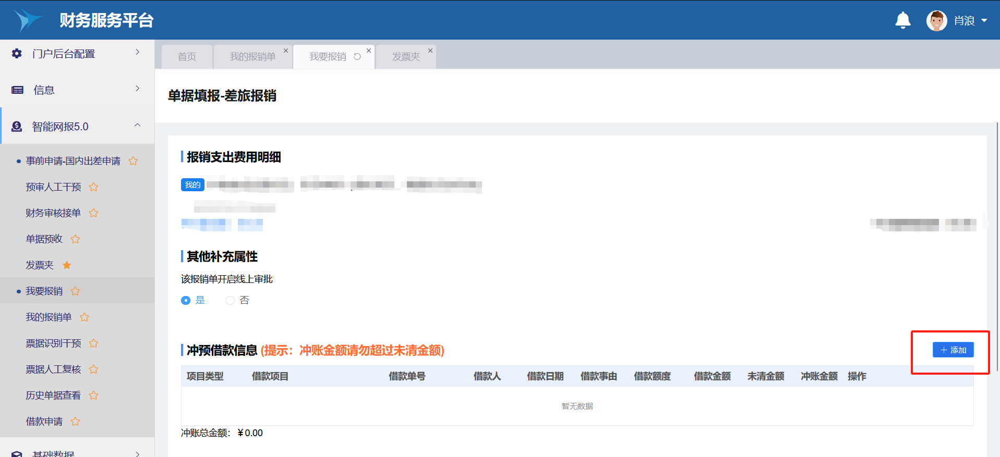 财务服务平台
肖浪
门户后台配置
信息
智能网报5.0
事前申请-国内出差申请
预审人工干预
财务审核接单
单据预收
发票夹
我要报销
我的报销单
票据识别干预
票据人工复核
历史单据查看
借款申请
基础数据
首页 我的报销单 我要报销 发票夹
单据填报-差旅报销
报销支出费用明细
我的
其他补充属性
该报销单开启线上审批
是 否
冲预借款信息 (提示：冲账金额请勿超过未清金额)
添加
项目类型 借款项目 借款单号 借款人 借款日期 借款事由 借款额度 借款金额 未清金额 冲账金额 操作
暂无数据
冲账总金额：￥0.00